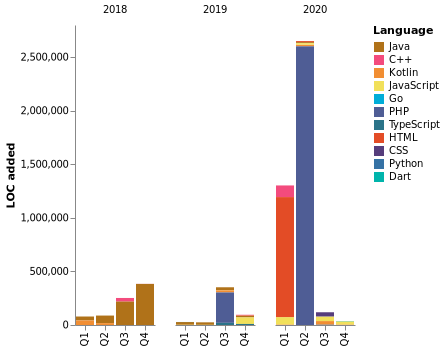 2018 2019 2020
Language
Java
C++
Kotlin
JavaScript
Go
PHP
TypeScript
HTML
CSS
Python
Dart
LOC added
2,500,000
2,000,000
1,500,000
1,000,000
500,000
0
Q1 Q2 Q3 Q4 Q1 Q2 Q3 Q4 Q1 Q2 Q3 Q4